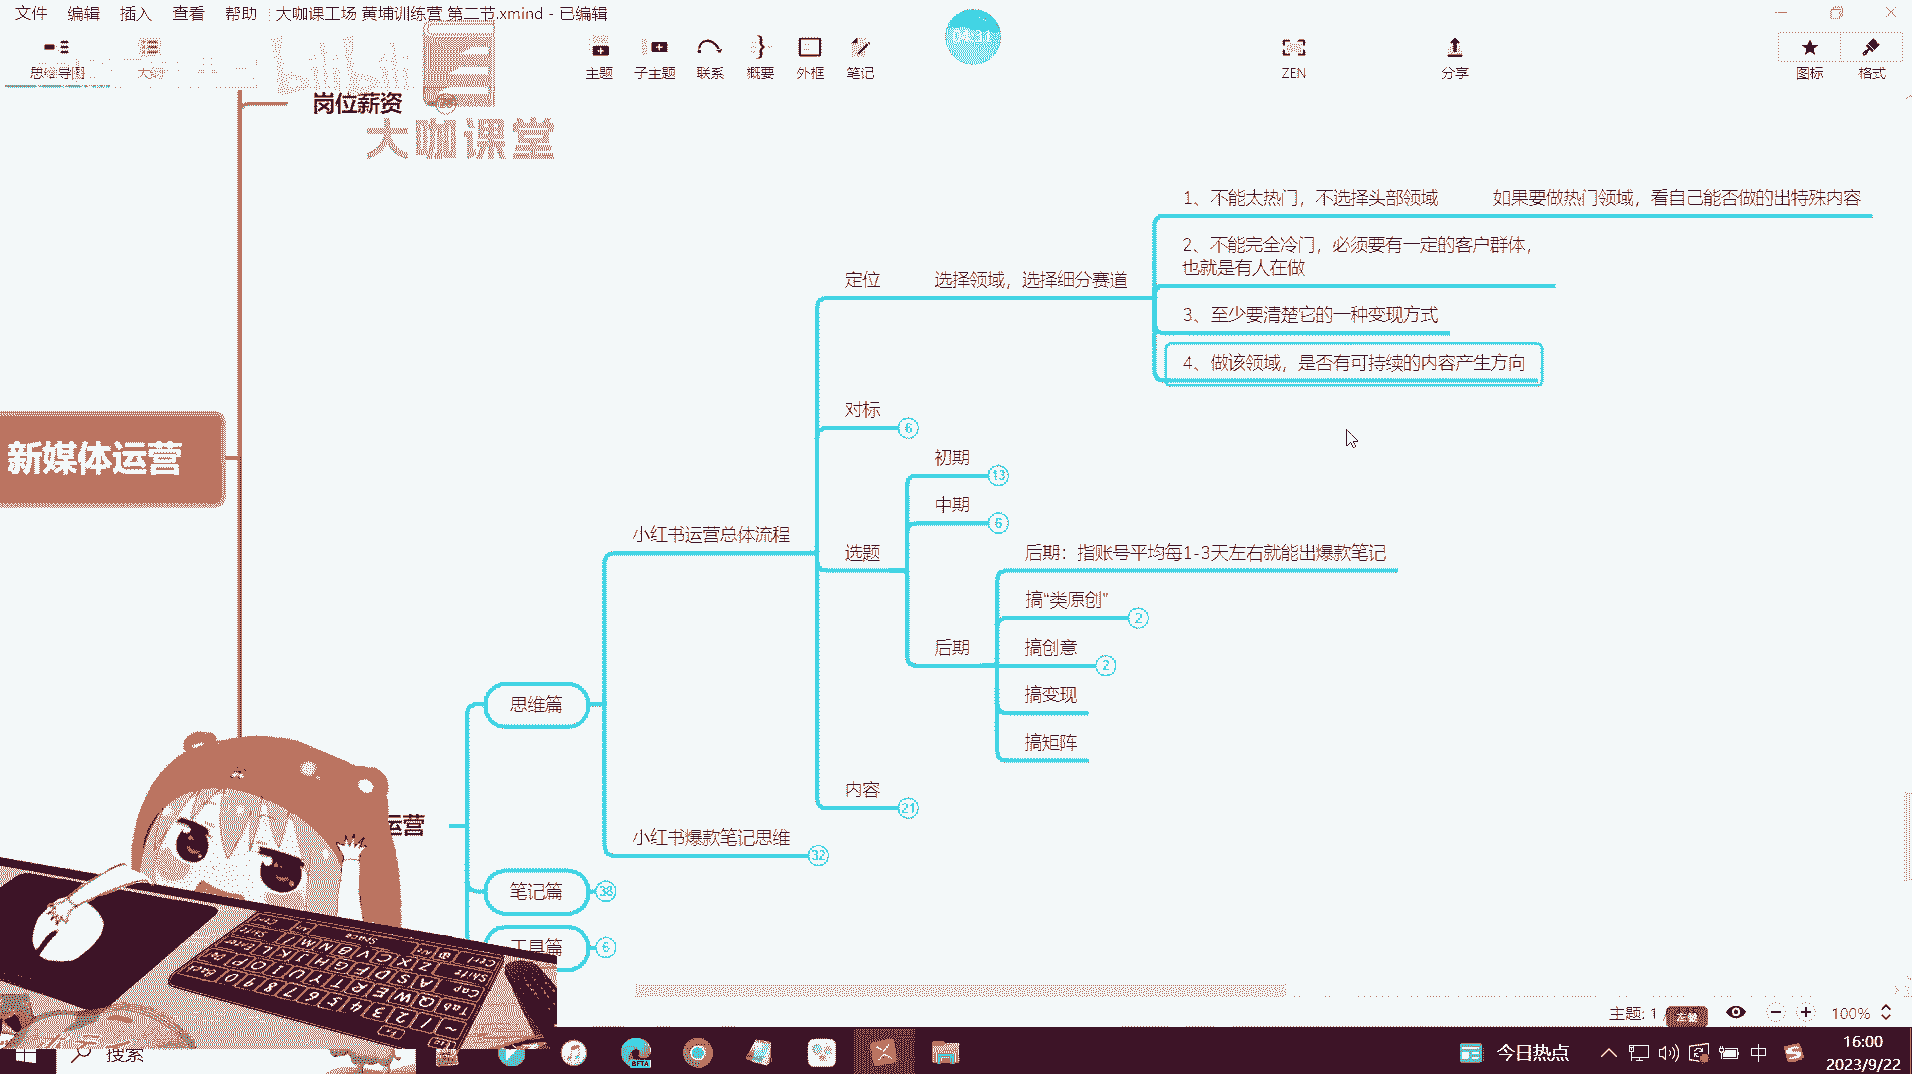 文件 编辑 插入 查看 帮助 大咖课工场 黄埔训练营 第二节.xmind - 已编辑
思维导图 大纲 主题 子主题 联系 概要 外框 笔记 ZEN 分享 图标 格式
bilibili
岗位薪资
大咖课堂
1、不能太热门，不选择头部领域 如果要做热门领域，看自己能否做的出特殊内容
2、不能完全冷门，必须要有一定的客户群体，
也就是有人在做
定位 选择领域，选择细分赛道
3、至少要清楚它的一种变现方式
4、做该领域，是否有可持续的内容产生方向
对标 6
新媒体运营
初期 13
中期 6
小红书运营总体流程
选题
后期：指账号平均每1-3天左右就能出爆款笔记
搞“类原创” 2
后期
搞创意 2
搞变现
思维篇
搞矩阵
内容 21
运营
小红书爆款笔记思维 32
笔记篇 38
工具篇 6
主题: 1 / 100%
搜索
今日热点
中
16:00
2023/9/22